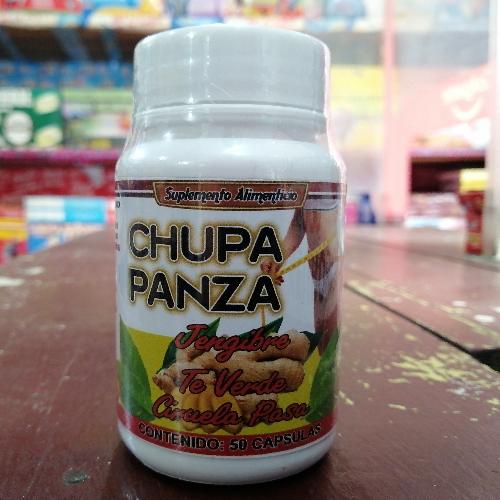 Suplemento Alimenticio
CHUPA
PANZA
Jengibre
Te Verde
Ciruela Pasa
CONTENIDO: 50 CAPSULAS